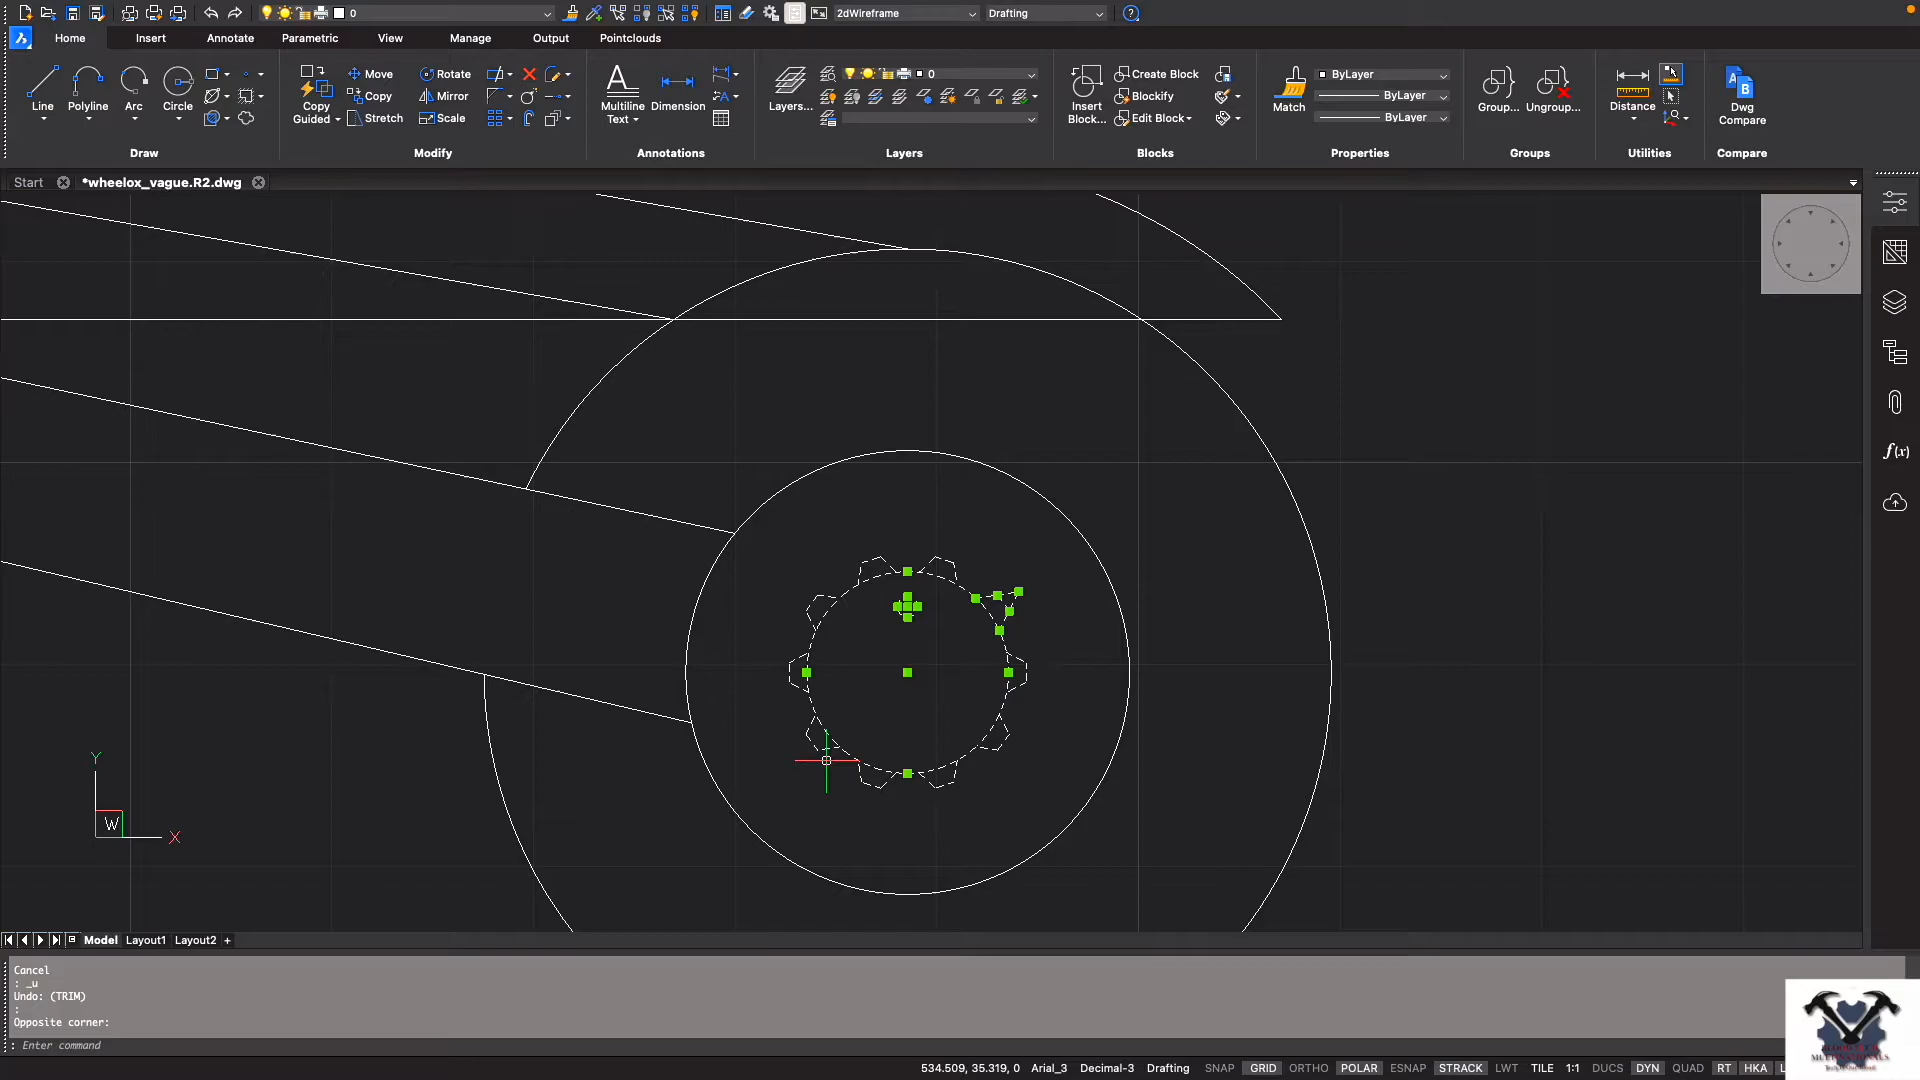 0
2dWireframe
Drafting
Home
Insert
Annotate
Parametric
View
Manage
Output
Pointclouds
Line
Polyline
Arc
Circle
Copy
Guided
Move
Copy
Stretch
Rotate
Mirror
Scale
Multiline
Text
Dimension
Layers...
0
Insert
Block...
Create Block
Blockify
Edit Block
Match
ByLayer
ByLayer
ByLayer
Group...
Ungroup...
Distance
Dwg
Compare
Draw
Modify
Annotations
Layers
Blocks
Properties
Groups
Utilities
Compare
Start
*wheelox_vague.R2.dwg
f(x)
Y
W
X
Model
Layout1
Layout2
+
Cancel
: _u
Undo: (TRIM)
:
Opposite corner:
: Enter command
534.509, 35.319, 0
Arial_3
Decimal-3
Drafting
SNAP
GRID
ORTHO
POLAR
ESNAP
STRACK
LWT
TILE
1:1
DUCS
DYN
QUAD
RT
HKA
MULTINATIONALS